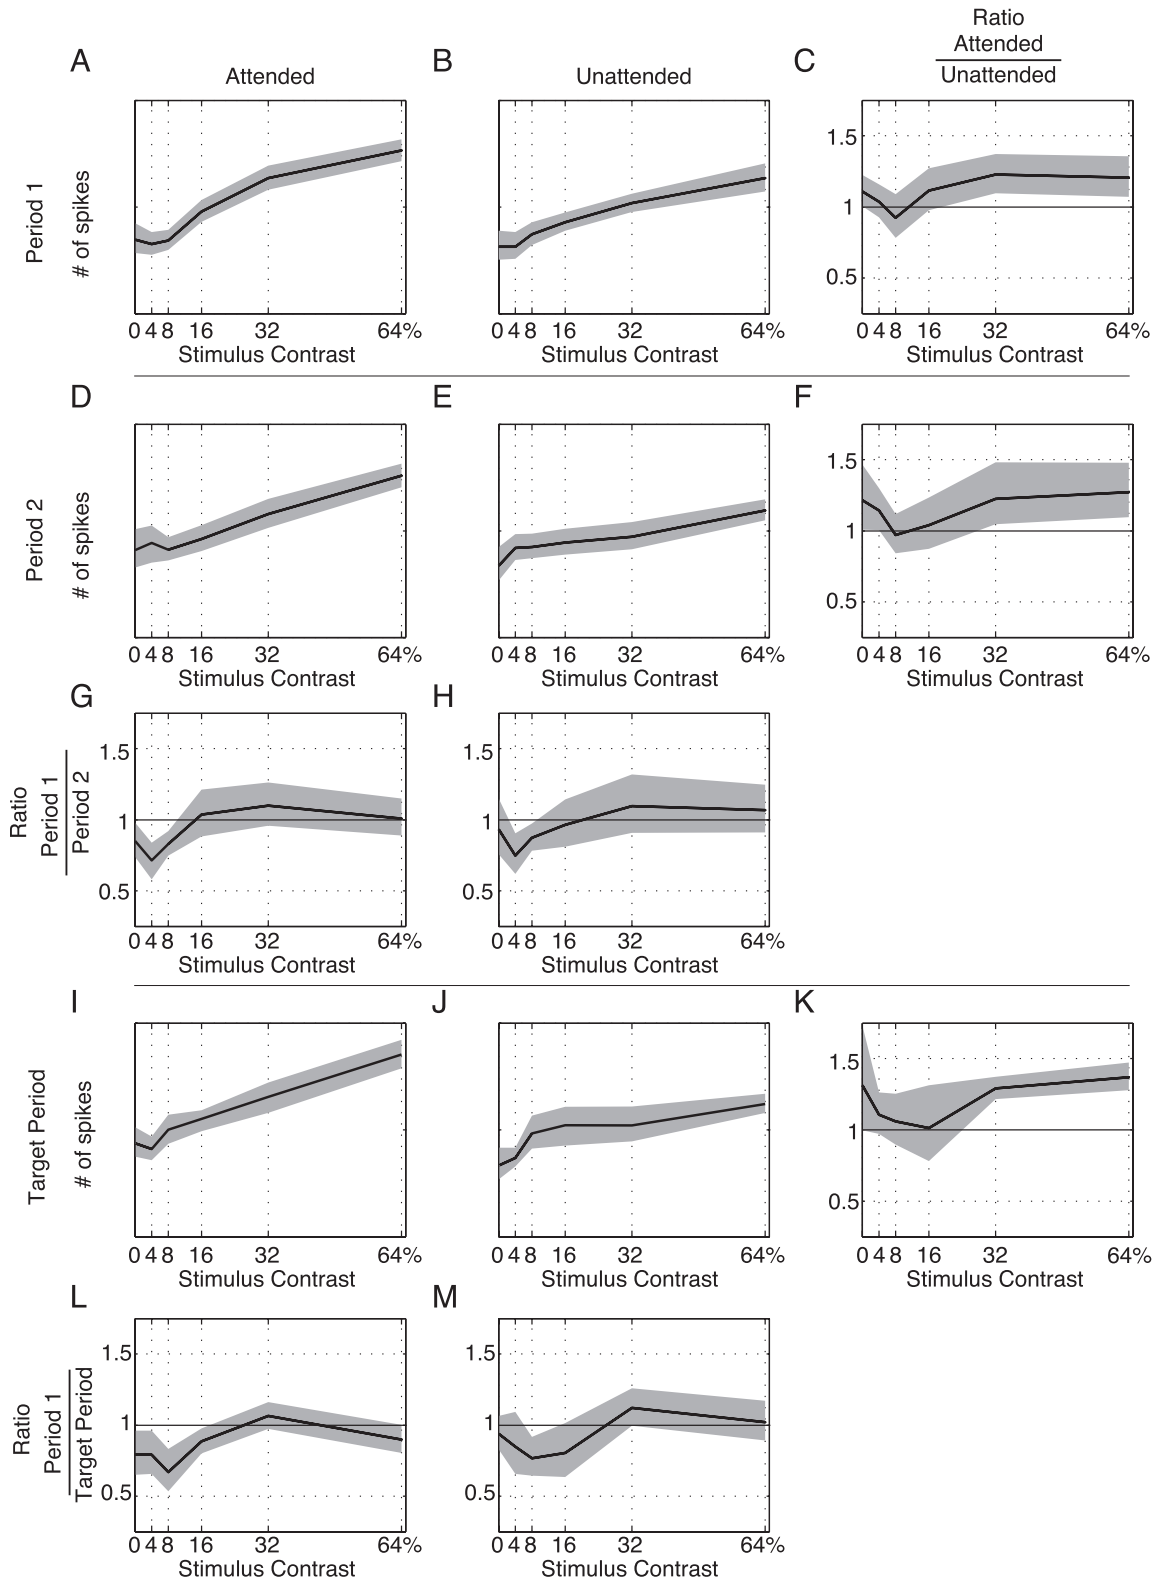 Ratio
Attended
Unattended
A
Attended
B
Unattended
C
Period 1
# of spikes
1.5
1
0.5
0 4 8 16 32 64%
Stimulus Contrast
0 4 8 16 32 64%
Stimulus Contrast
0 4 8 16 32 64%
Stimulus Contrast
D
E
F
Period 2
# of spikes
1.5
1
0.5
0 4 8 16 32 64%
Stimulus Contrast
0 4 8 16 32 64%
Stimulus Contrast
0 4 8 16 32 64%
Stimulus Contrast
G
H
Ratio
Period 1
Period 2
1.5
1
0.5
1.5
1
0.5
0 4 8 16 32 64%
Stimulus Contrast
0 4 8 16 32 64%
Stimulus Contrast
I
J
K
Target Period
# of spikes
1.5
1
0.5
0 4 8 16 32 64%
Stimulus Contrast
0 4 8 16 32 64%
Stimulus Contrast
0 4 8 16 32 64%
Stimulus Contrast
L
M
Ratio
Period 1
Target Period
1.5
1
0.5
1.5
1
0.5
0 4 8 16 32 64%
Stimulus Contrast
0 4 8 16 32 64%
Stimulus Contrast